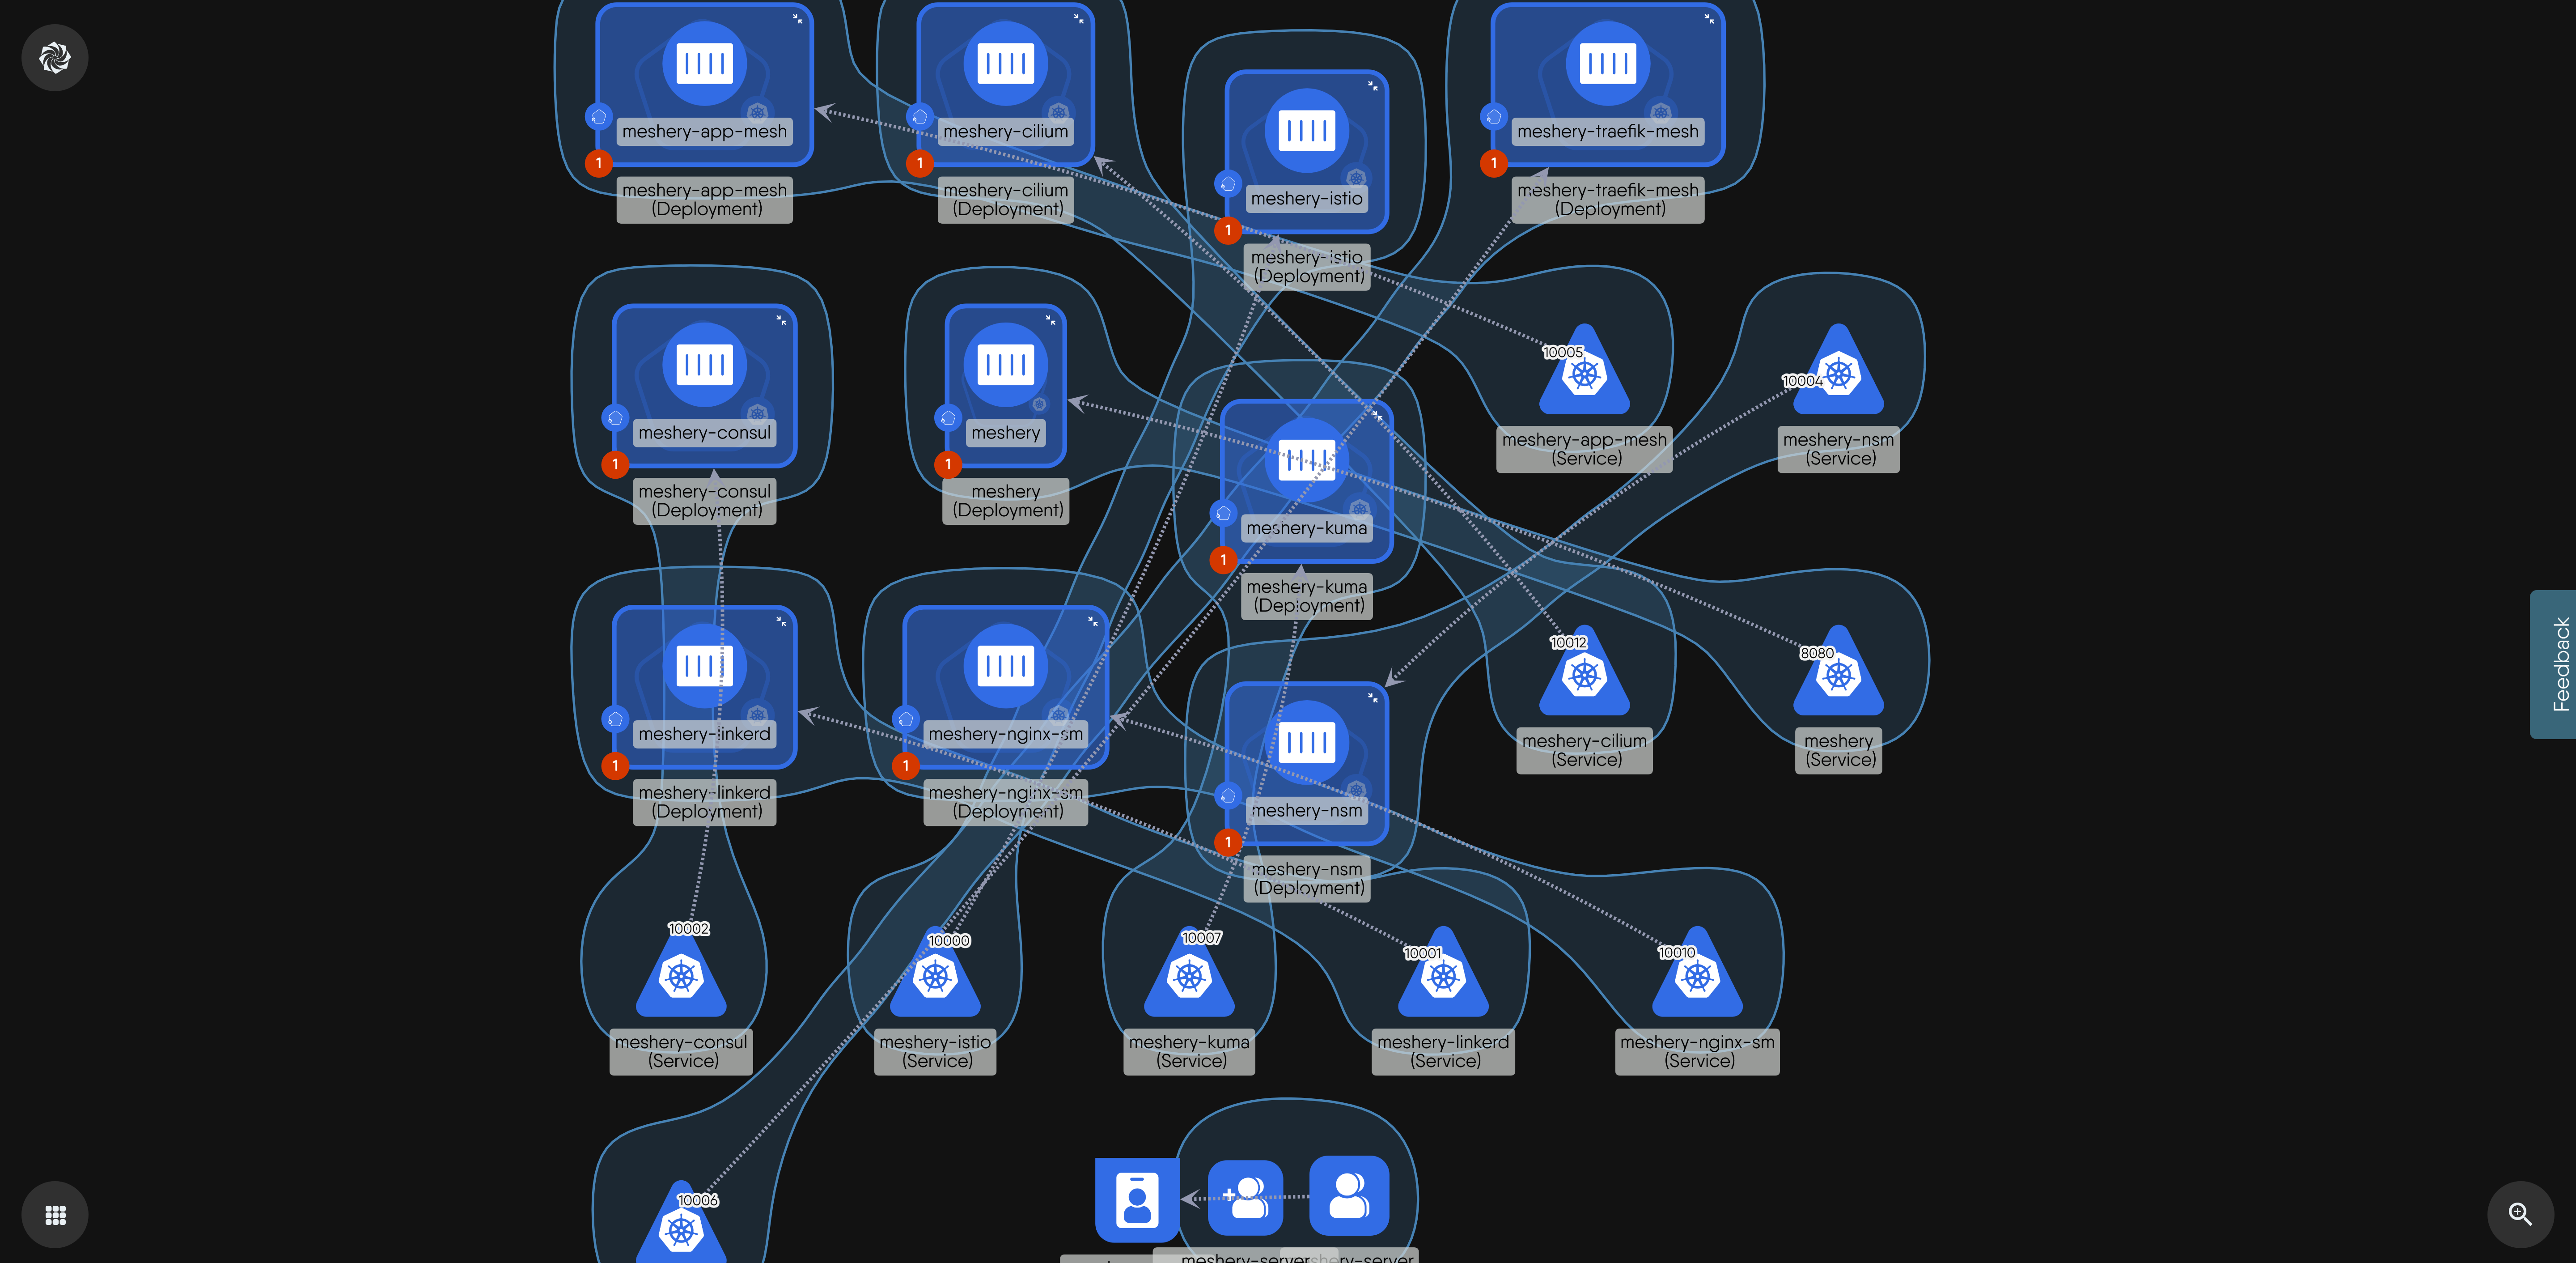 meshery-app-mesh
1
meshery-app-mesh
(Deployment)
meshery-cilium
1
meshery-cilium
(Deployment)
meshery-istio
1
meshery-istio
(Deployment)
meshery-traefik-mesh
1
meshery-traefik-mesh
(Deployment)
meshery-consul
1
meshery-consul
(Deployment)
meshery
1
meshery
(Deployment)
meshery-kuma
1
meshery-kuma
(Deployment)
10005
meshery-app-mesh
(Service)
10004
meshery-nsm
(Service)
meshery-linkerd
1
meshery-linkerd
(Deployment)
meshery-nginx-sm
1
meshery-nginx-sm
(Deployment)
meshery-nsm
1
meshery-nsm
(Deployment)
10012
meshery-cilium
(Service)
8080
meshery
(Service)
Feedback
10002
meshery-consul
(Service)
10000
meshery-istio
(Service)
10007
meshery-kuma
(Service)
10001
meshery-linkerd
(Service)
10010
meshery-nginx-sm
(Service)
10006
meshery-server